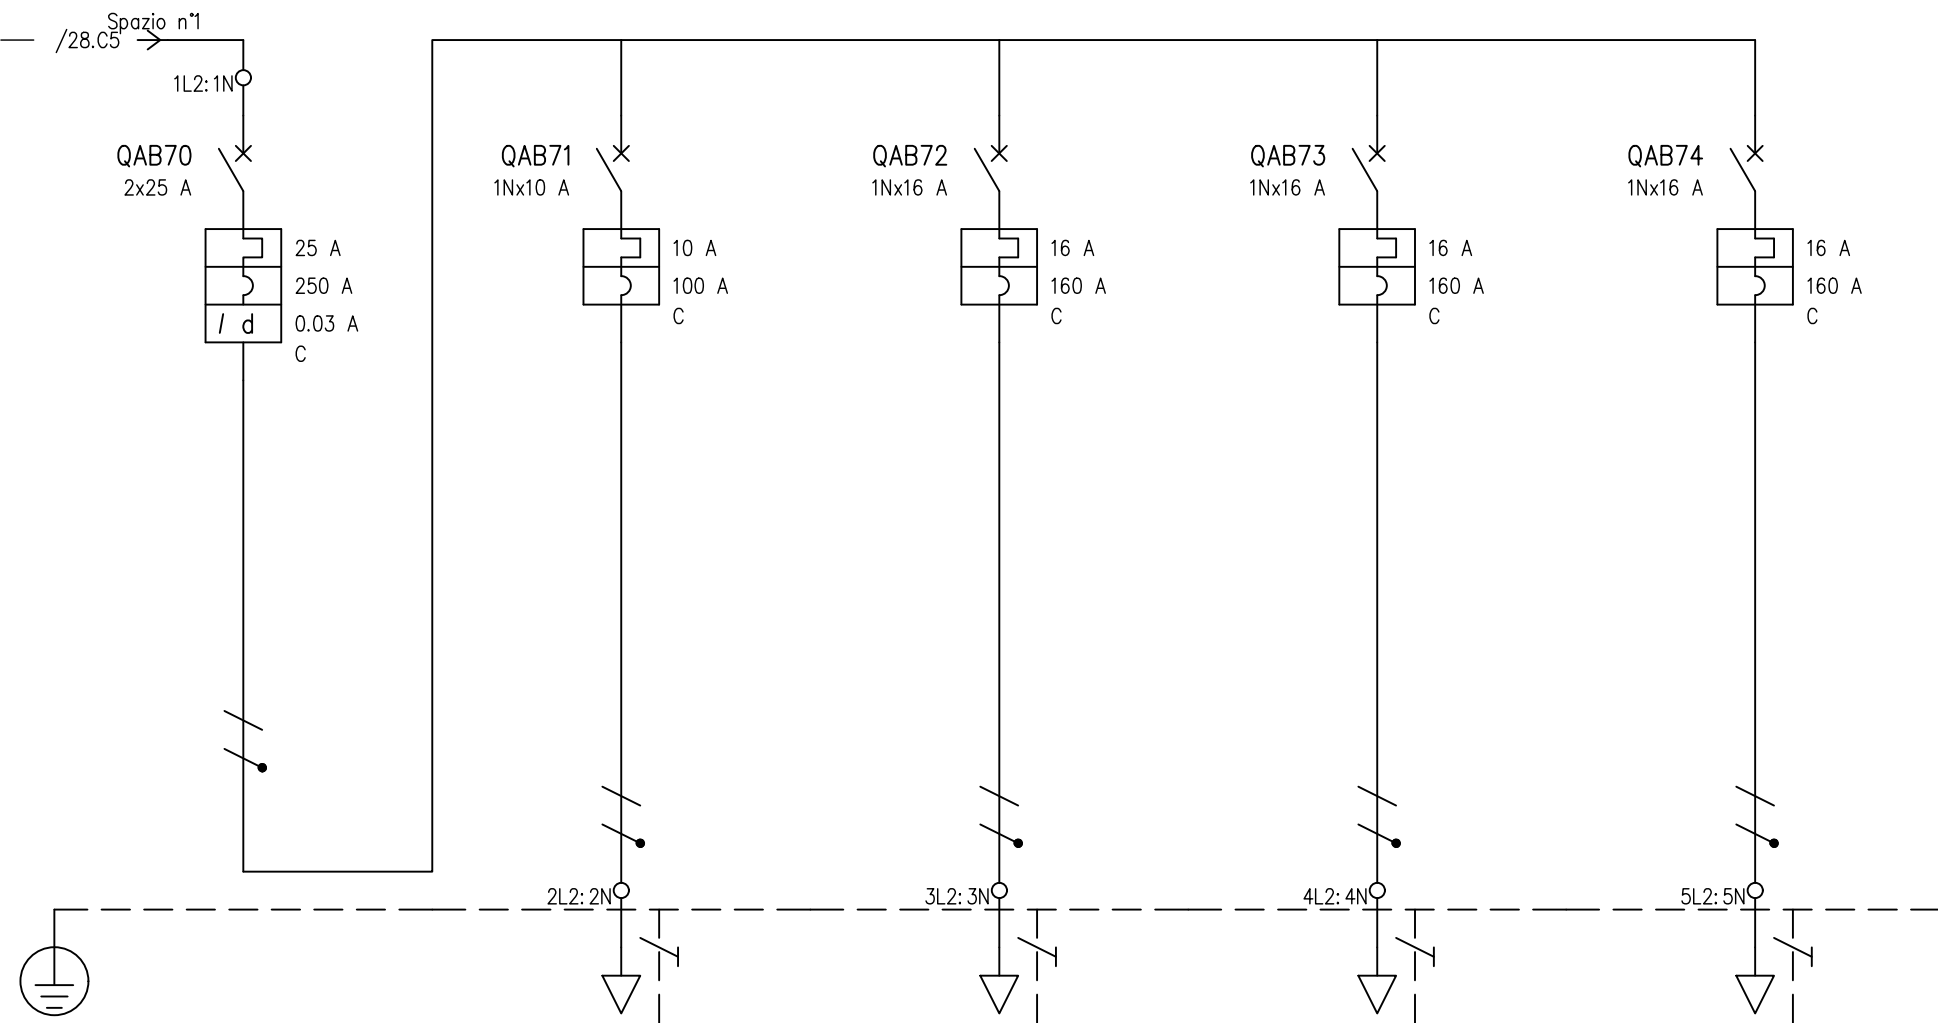 Spazio n°1
/28.C5
1L2:1N
QAB70
2x25 A
25 A
250 A
I d
0.03 A
C
QAB71
1Nx10 A
10 A
100 A
C
QAB72
1Nx16 A
16 A
160 A
C
QAB73
1Nx16 A
16 A
160 A
C
QAB74
1Nx16 A
16 A
160 A
C
2L2:2N
3L2:3N
4L2:4N
5L2:5N